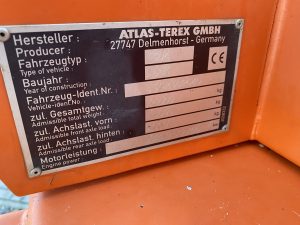 Hersteller :
Producer :
ATLAS-TEREX GMBH
27747 Delmenhorst - Germany
Fahrzeugtyp :
Type of vehicle :
CE
Baujahr :
Year of construction :
Fahrzeug-Ident.Nr. :
Vehicle-Ident.No. :
zul. Gesamtgew. :
Admissible total weight :
kg
zul. Achslast. vorn :
Admissible front axle load :
kg
zul. Achslast. hinten :
Admissible rear axle load :
Motorleistung :
Engine power :